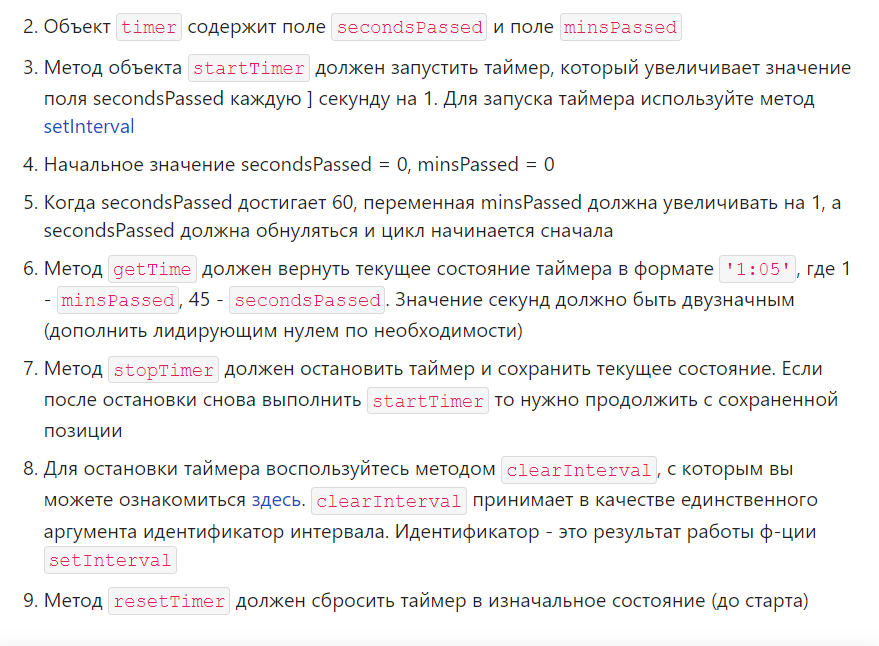 2. Объект timer содержит поле secondsPassed и поле minsPassed
3. Метод объекта startTimer должен запустить таймер, который увеличивает значение
поля secondsPassed каждую ] секунду на 1. Для запуска таймера используйте метод
setInterval
4. Начальное значение secondsPassed = 0, minsPassed = 0
5. Когда secondsPassed достигает 60, переменная minsPassed должна увеличивать на 1, а
secondsPassed должна обнуляться и цикл начинается сначала
6. Метод getTime должен вернуть текущее состояние таймера в формате '1:05', где 1
- minsPassed, 45 - secondsPassed. Значение секунд должно быть двузначным
(дополнить лидирующим нулем по необходимости)
7. Метод stopTimer должен остановить таймер и сохранить текущее состояние. Если
после остановки снова выполнить startTimer то нужно продолжить с сохраненной
позиции
8. Для остановки таймера воспользуйтесь методом clearInterval, с которым вы
можете ознакомиться здесь. clearInterval принимает в качестве единственного
аргумента идентификатор интервала. Идентификатор - это результат работы ф-ции
setInterval
9. Метод resetTimer должен сбросить таймер в изначальное состояние (до старта)